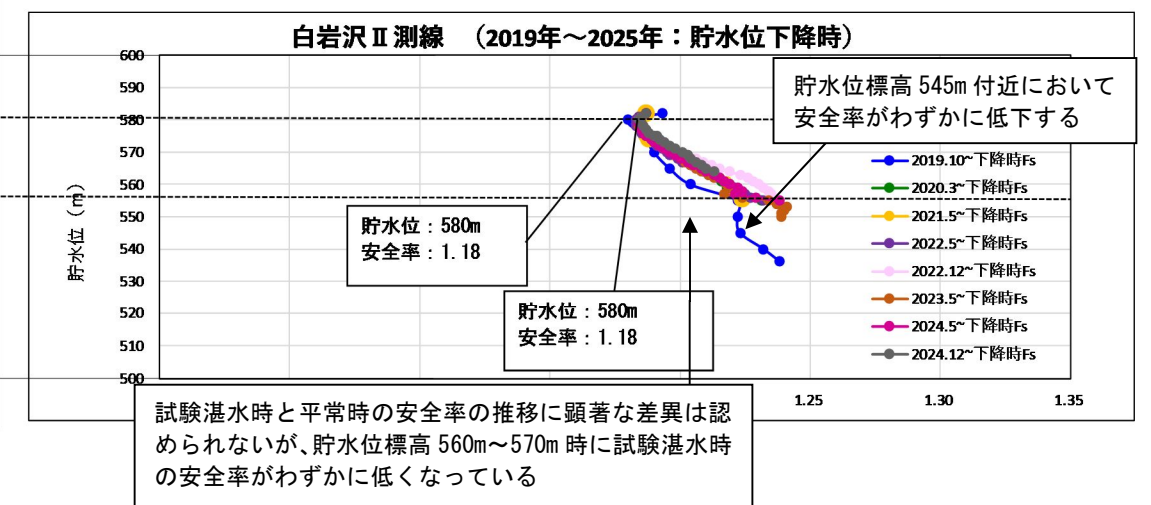 白岩沢Ⅱ測線 （2019年～2025年：貯水位下降時）
貯水位（m）
600
590
580
570
560
550
540
530
520
510
500
貯水位標高 545m 付近において
安全率がわずかに低下する
2019.10~下降時Fs
2020.3~下降時Fs
2021.5~下降時Fs
2022.5~下降時Fs
2022.12~下降時Fs
2023.5~下降時Fs
2024.5~下降時Fs
2024.12~下降時Fs
貯水位：580m
安全率：1.18
貯水位：580m
安全率：1.18
1.25
1.30
1.35
試験湛水時と平常時の安全率の推移に顕著な差異は認
められないが、貯水位標高 560m～570m 時に試験湛水時
の安全率がわずかに低くなっている